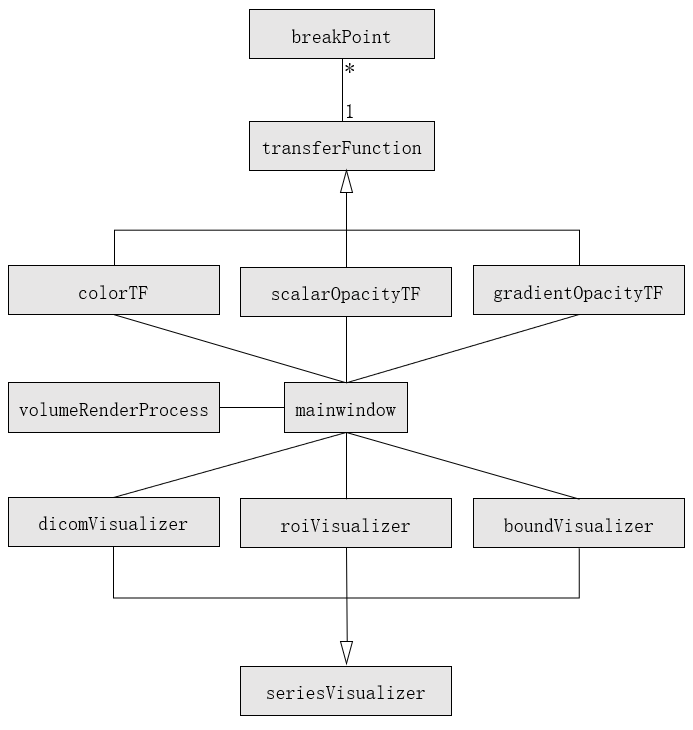 breakPoint
*
1
transferFunction
colorTF
scalarOpacityTF
gradientOpacityTF
volumeRenderProcess
mainwindow
dicomVisualizer
roiVisualizer
boundVisualizer
seriesVisualizer